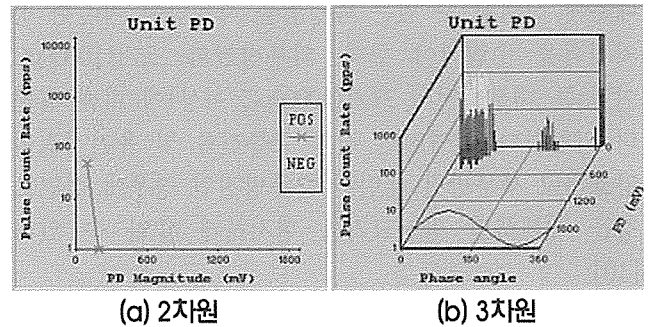 Unit PD
Pulse Count Rate (pps)
10000
1000
100
10
1
0 600 1200 1800
PD Magnitude (mV)
POS
NEG
(a) 2차원
Unit PD
Pulse Count Rate (pps)
1000
100
10
1
0 180 360
Phase angle
0
600
1200
1800
PD (mV)
(b) 3차원